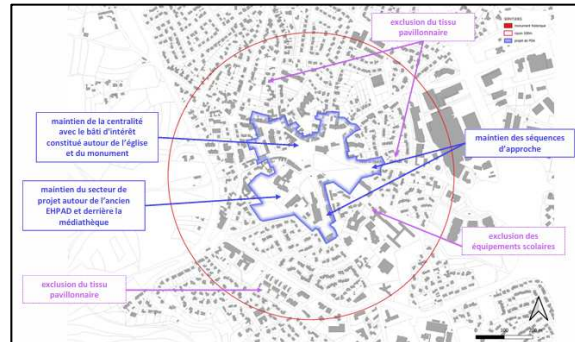 exclusion du tissu
pavillonnaire
maintien de la centralité
avec le bâti d'intérêt
constitué autour de l'église
et du monument
maintien des séquences
d'approche
maintien du secteur de
projet autour de l'ancien
EHPAD et derrière la
médiathèque
exclusion des
équipements scolaires
exclusion du tissu
pavillonnaire
monument historique